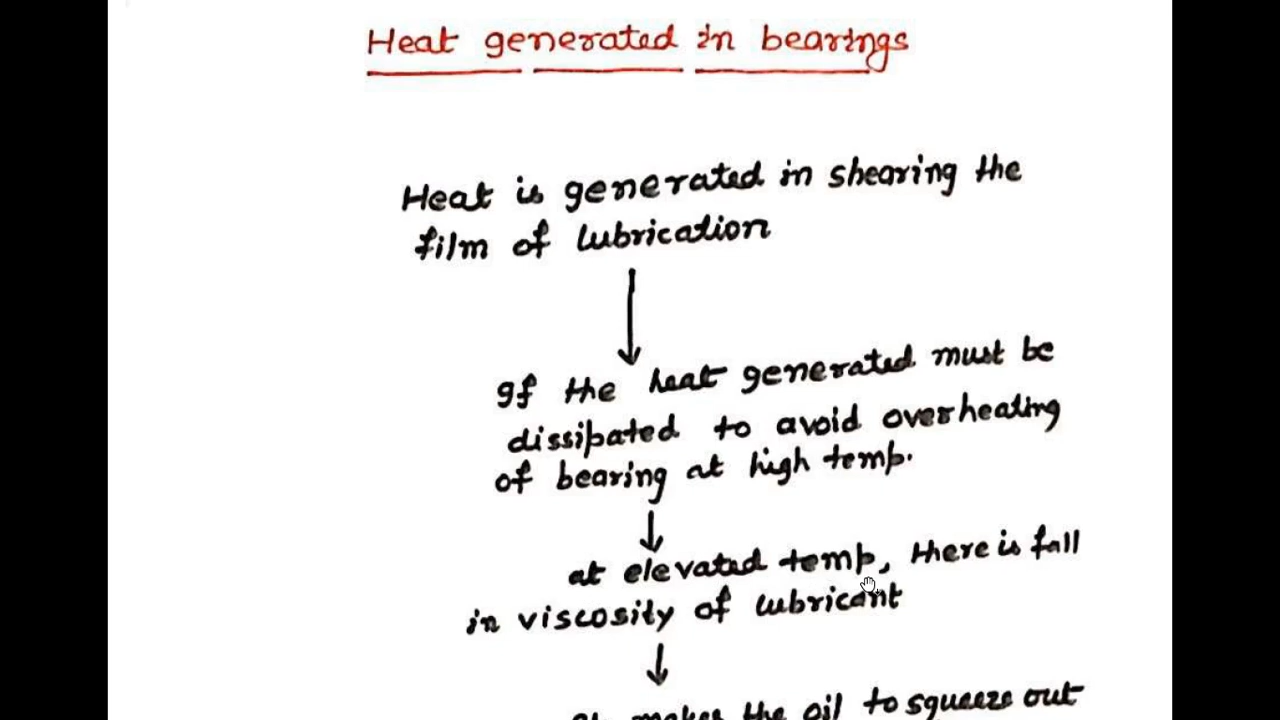 Heat generated in bearings
Heat is generated in shearing the
film of lubrication
If the heat generated must be
dissipated to avoid overheating
of bearing at high temp.
at elevated temp, there is fall
in viscosity of lubricant
It makes the oil to squeeze out